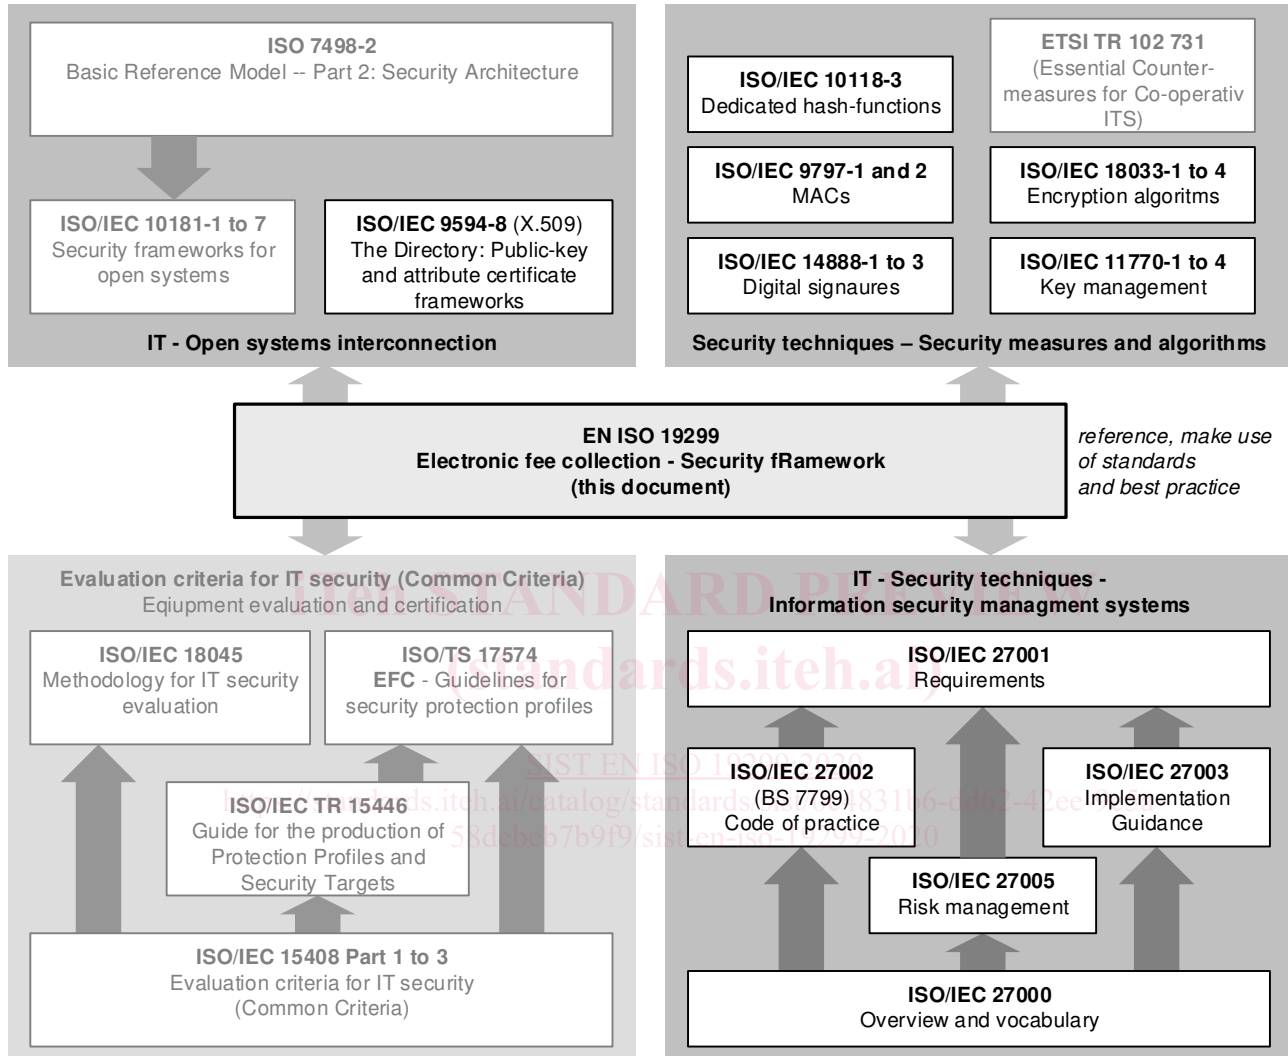 ISO 7498-2
Basic Reference Model -- Part 2: Security Architecture
ISO/IEC 10181-1 to 7
Security frameworks for
open systems
ISO/IEC 9594-8 (X.509)
The Directory: Public-key
and attribute certificate
frameworks
IT - Open systems interconnection
ISO/IEC 10118-3
Dedicated hash-functions
ETSI TR 102 731
(Essential Counter-
measures for Co-operativ
ITS)
ISO/IEC 9797-1 and 2
MACs
ISO/IEC 18033-1 to 4
Encryption algoritms
ISO/IEC 14888-1 to 3
Digital signaures
ISO/IEC 11770-1 to 4
Key management
Security techniques – Security measures and algorithms
EN ISO 19299
Electronic fee collection - Security fRamework
(this document)
reference, make use
of standards
and best practice
Evaluation criteria for IT security (Common Criteria)
Eqiupment evaluation and certification
ISO/IEC 18045
Methodology for IT security
evaluation
ISO/TS 17574
EFC - Guidelines for
security protection profiles
ISO/IEC TR 15446
Guide for the production of
Protection Profiles and
Security Targets
ISO/IEC 15408 Part 1 to 3
Evaluation criteria for IT security
(Common Criteria)
IT - Security techniques -
Information security managment systems
ISO/IEC 27001
Requirements
ISO/IEC 27002
(BS 7799)
Code of practice
ISO/IEC 27003
Implementation
Guidance
ISO/IEC 27005
Risk management
ISO/IEC 27000
Overview and vocabulary
iTeh STANDARD PREVIEW
(standards.iteh.ai)
SIST EN ISO 19299:2020
58dcbeb7b9f9/sist-en-iso-19299-2020